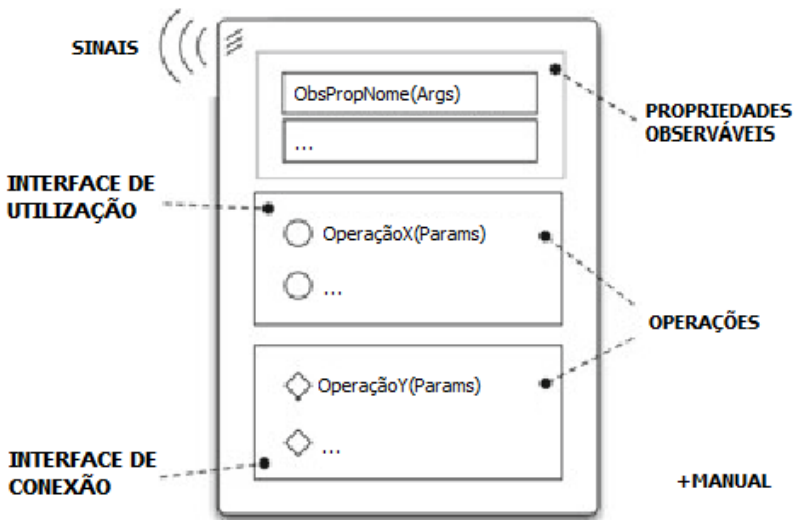 SINAIS
ObsPropNome(Args)
...
PROPRIEDADES
OBSERVÁVEIS
INTERFACE DE
UTILIZAÇÃO
OperaçãoX(Params)
...
OPERAÇÕES
OperaçãoY(Params)
...
INTERFACE DE
CONEXÃO
+MANUAL